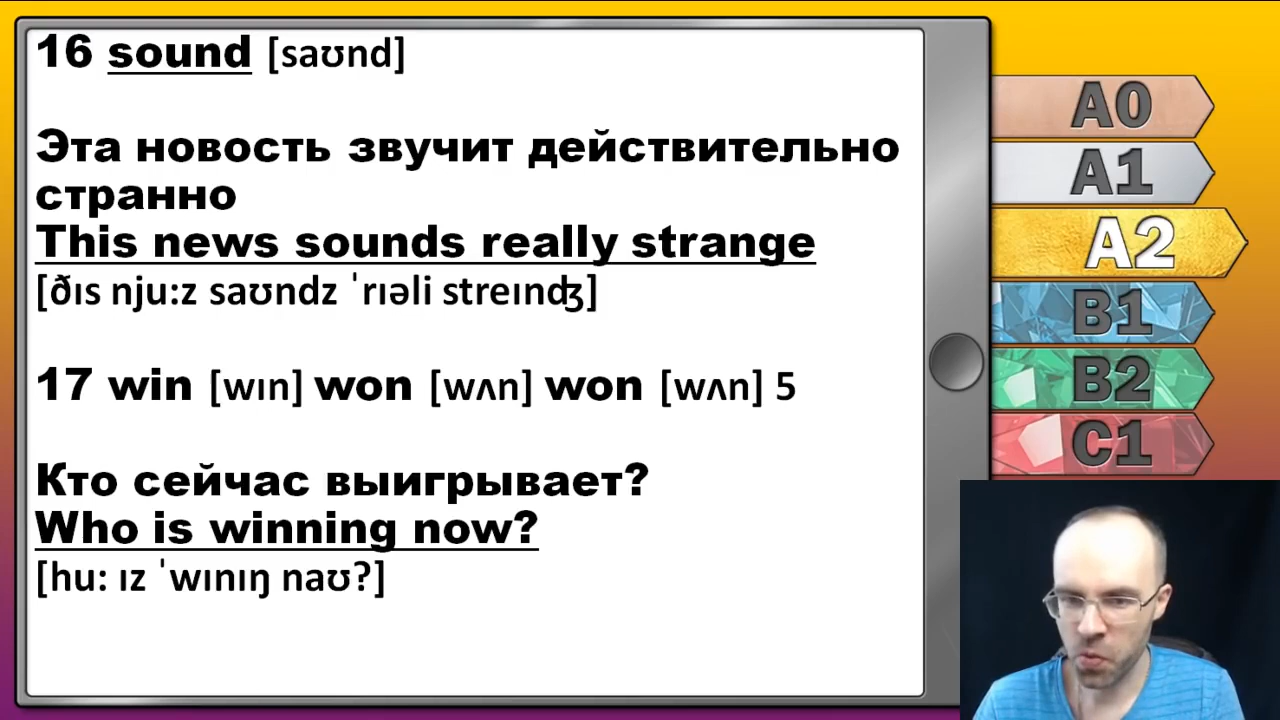 16 sound [saʊnd]
Эта новость звучит действительно
странно
This news sounds really strange
[ðɪs nju:z saʊndz ˈrɪəli streɪnʤ]
17 win [wɪn] won [wʌn] won [wʌn] 5
Кто сейчас выигрывает?
Who is winning now?
[hu: ɪz ˈwɪnɪŋ naʊ?]
A0
A1
A2
B1
B2
C1